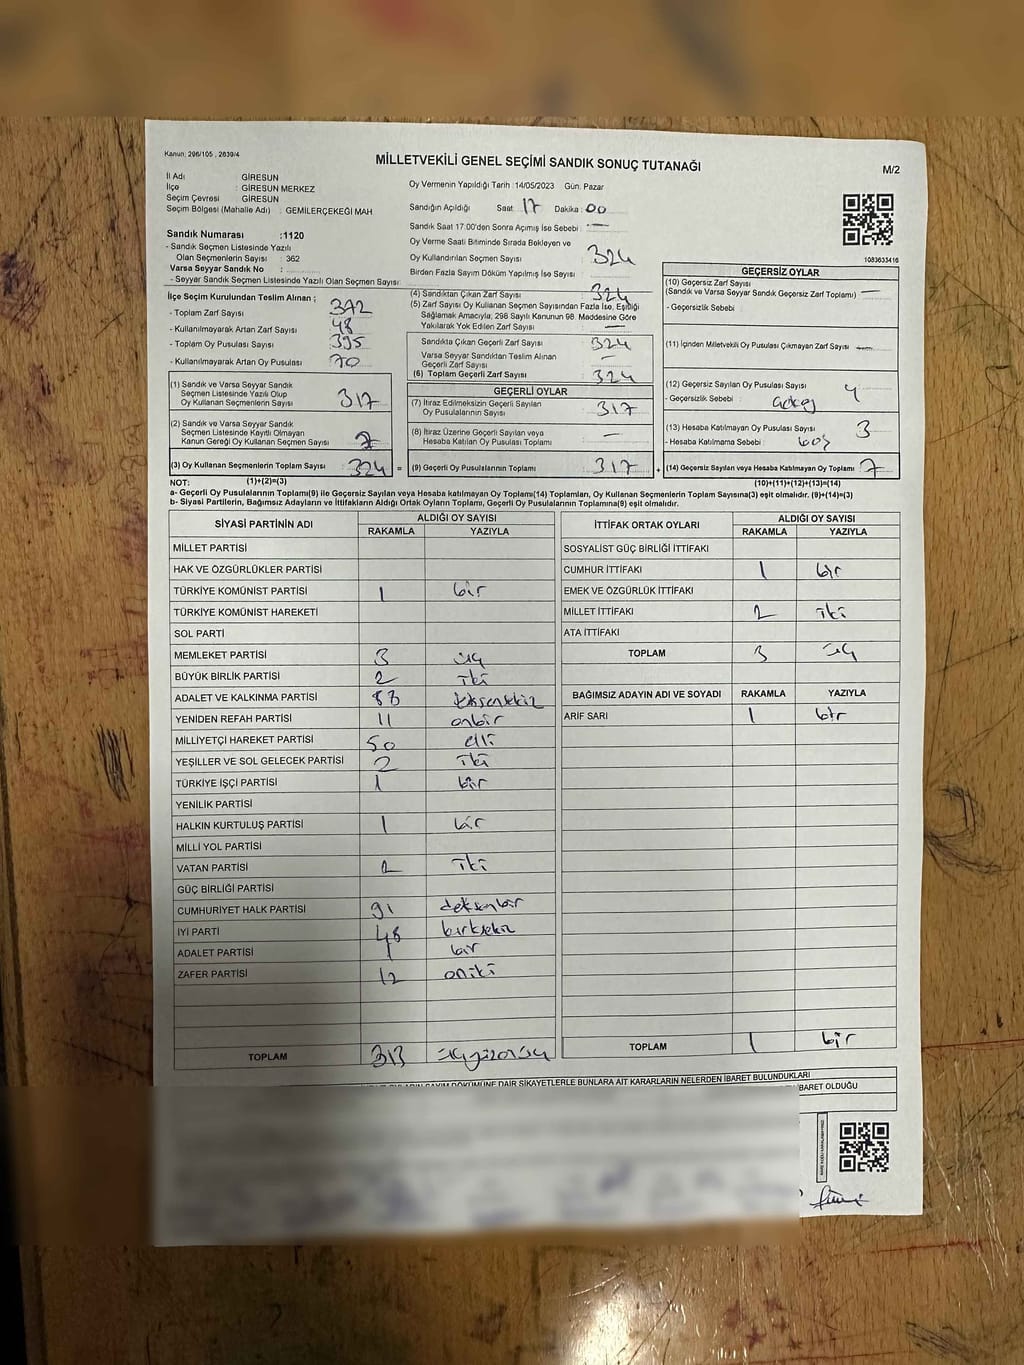 Kanun; 298/105 , 2839/4
MİLLETVEKİLİ GENEL SEÇİMİ SANDIK SONUÇ TUTANAĞI
M/2
İl Adı GİRESUN
İlçe : GİRESUN MERKEZ
Seçim Çevresi GİRESUN
Seçim Bölgesi (Mahalle Adı) : GEMİLERÇEKEĞİ MAH
Oy Vermenin Yapıldığı Tarih :14/05/2023 Gün: Pazar
Sandığın Açıldığı Saat 17 Dakika : 00
Sandık Saat 17.00'den Sonra Açımış İse Sebebi : —
Oy Verme Saati Bitiminde Sırada Bekleyen ve
Oy Kullandırılan Seçmen Sayısı 324
Birden Fazla Sayım Döküm Yapılmış İse Sayısı
Sandık Numarası :1120
- Sandık Seçmen Listesinde Yazılı
Olan Seçmenlerin Sayısı : 362
Varsa Seyyar Sandık No :
- Seyyar Sandık Seçmen Listesinde Yazılı Olan Seçmen Sayısı
1083603416
İlçe Seçim Kurulundan Teslim Alınan ;
- Toplam Zarf Sayısı 372
- Kullanılmayarak Artan Zarf Sayısı 48
- Toplam Oy Pusulası Sayısı 395
- Kullanılmayarak Artan Oy Pusulası 70
(1) Sandık ve Varsa Seyyar Sandık
Seçmen Listesinde Yazılı Olup
Oy Kullanan Seçmenlerin Sayısı 317
(2) Sandık ve Varsa Seyyar Sandık
Seçmen Listesinde Kayıtlı Olmayan
Kanun Gereği Oy Kullanan Seçmen Sayısı 7
(3) Oy Kullanan Seçmenlerin Toplam Sayısı 324 =
(4) Sandıktan Çıkan Zarf Sayısı 324
(5) Zarf Sayısı Oy Kullanan Seçmen Sayısından Fazla İse, Eşitliği
Sağlamak Amacıyla; 298 Sayılı Kanunun 98. Maddesine Göre
Yakılarak Yok Edilen Zarf Sayısı : —
Sandıkta Çıkan Geçerli Zarf Sayısı 324
Varsa Seyyar Sandıktan Teslim Alınan
Geçerli Zarf Sayısı —
(6) Toplam Geçerli Zarf Sayısı : 324
GEÇERLİ OYLAR
(7) İtiraz Edilmeksizin Geçerli Sayılan
Oy Pusulalarının Sayısı : 317
(8) İtiraz Üzerine Geçerli Sayılan veya
Hesaba Katılan Oy Pusulası Toplamı —
(9) Geçerli Oy Pusulalarının Toplamı 317 +
GEÇERSİZ OYLAR
(10) Geçersiz Zarf Sayısı
(Sandık ve Varsa Seyyar Sandık Geçersiz Zarf Toplamı) —
- Geçersizlik Sebebi :
(11) İçinden Milletvekili Oy Pusulası Çıkmayan Zarf Sayısı —
(12) Geçersiz Sayılan Oy Pusulası Sayısı 4
- Geçersizlik Sebebi :
(13) Hesaba Katılmayan Oy Pusulası Sayısı 3
- Hesaba Katılmama Sebebi : boş
(14) Geçersiz Sayılan veya Hesaba Katılmayan Oy Toplamı 7
NOT: (1)+(2)=(3) (10)+(11)+(12)+(13)=(14)
a- Geçerli Oy Pusulalarının Toplamı(9) ile Geçersiz Sayılan veya Hesaba katılmayan Oy Toplamı(14) Toplamları, Oy Kullanan Seçmenlerin Toplam Sayısına(3) eşit olmalıdır. (9)+(14)=(3)
b- Siyasi Partilerin, Bağımsız Adayların ve İttifakların Aldığı Ortak Oyların Toplamı, Geçerli Oy Pusulalarının Toplamına(9) eşit olmalıdır.
SİYASİ PARTİNİN ADI ALDIĞI OY SAYISI
RAKAMLA YAZIYLA
MİLLET PARTİSİ
HAK VE ÖZGÜRLÜKLER PARTİSİ
TÜRKİYE KOMÜNİST PARTİSİ 1 bir
TÜRKİYE KOMÜNİST HAREKETİ
SOL PARTİ
MEMLEKET PARTİSİ 3 üç
BÜYÜK BİRLİK PARTİSİ 2 iki
ADALET VE KALKINMA PARTİSİ 88 seksensekiz
YENİDEN REFAH PARTİSİ 11 onbir
MİLLİYETÇİ HAREKET PARTİSİ 50 elli
YEŞİLLER VE SOL GELECEK PARTİSİ 2 iki
TÜRKİYE İŞÇİ PARTİSİ 1 bir
YENİLİK PARTİSİ
HALKIN KURTULUŞ PARTİSİ 1 bir
MİLLİ YOL PARTİSİ
VATAN PARTİSİ 2 iki
GÜÇ BİRLİĞİ PARTİSİ
CUMHURİYET HALK PARTİSİ 91 doksanbir
İYİ PARTİ 48 kırksekiz
ADALET PARTİSİ 1 bir
ZAFER PARTİSİ 12 oniki
TOPLAM 313 üçyüzonüç
İTTİFAK ORTAK OYLARI ALDIĞI OY SAYISI
RAKAMLA YAZIYLA
SOSYALİST GÜÇ BİRLİĞİ İTTİFAKI
CUMHUR İTTİFAKI 1 bir
EMEK VE ÖZGÜRLÜK İTTİFAKI
MİLLET İTTİFAKI 2 iki
ATA İTTİFAKI
TOPLAM 3 üç
BAĞIMSIZ ADAYIN ADI VE SOYADI RAKAMLA YAZIYLA
ARİF SARI 1 bir
TOPLAM 1 bir
SAYIM DÖKÜMÜNE DAİR ŞİKAYETLERLE BUNLARA AİT KARARLARIN NELERDEN İBARET BULUNDUKLARI
BARET OLDUĞU